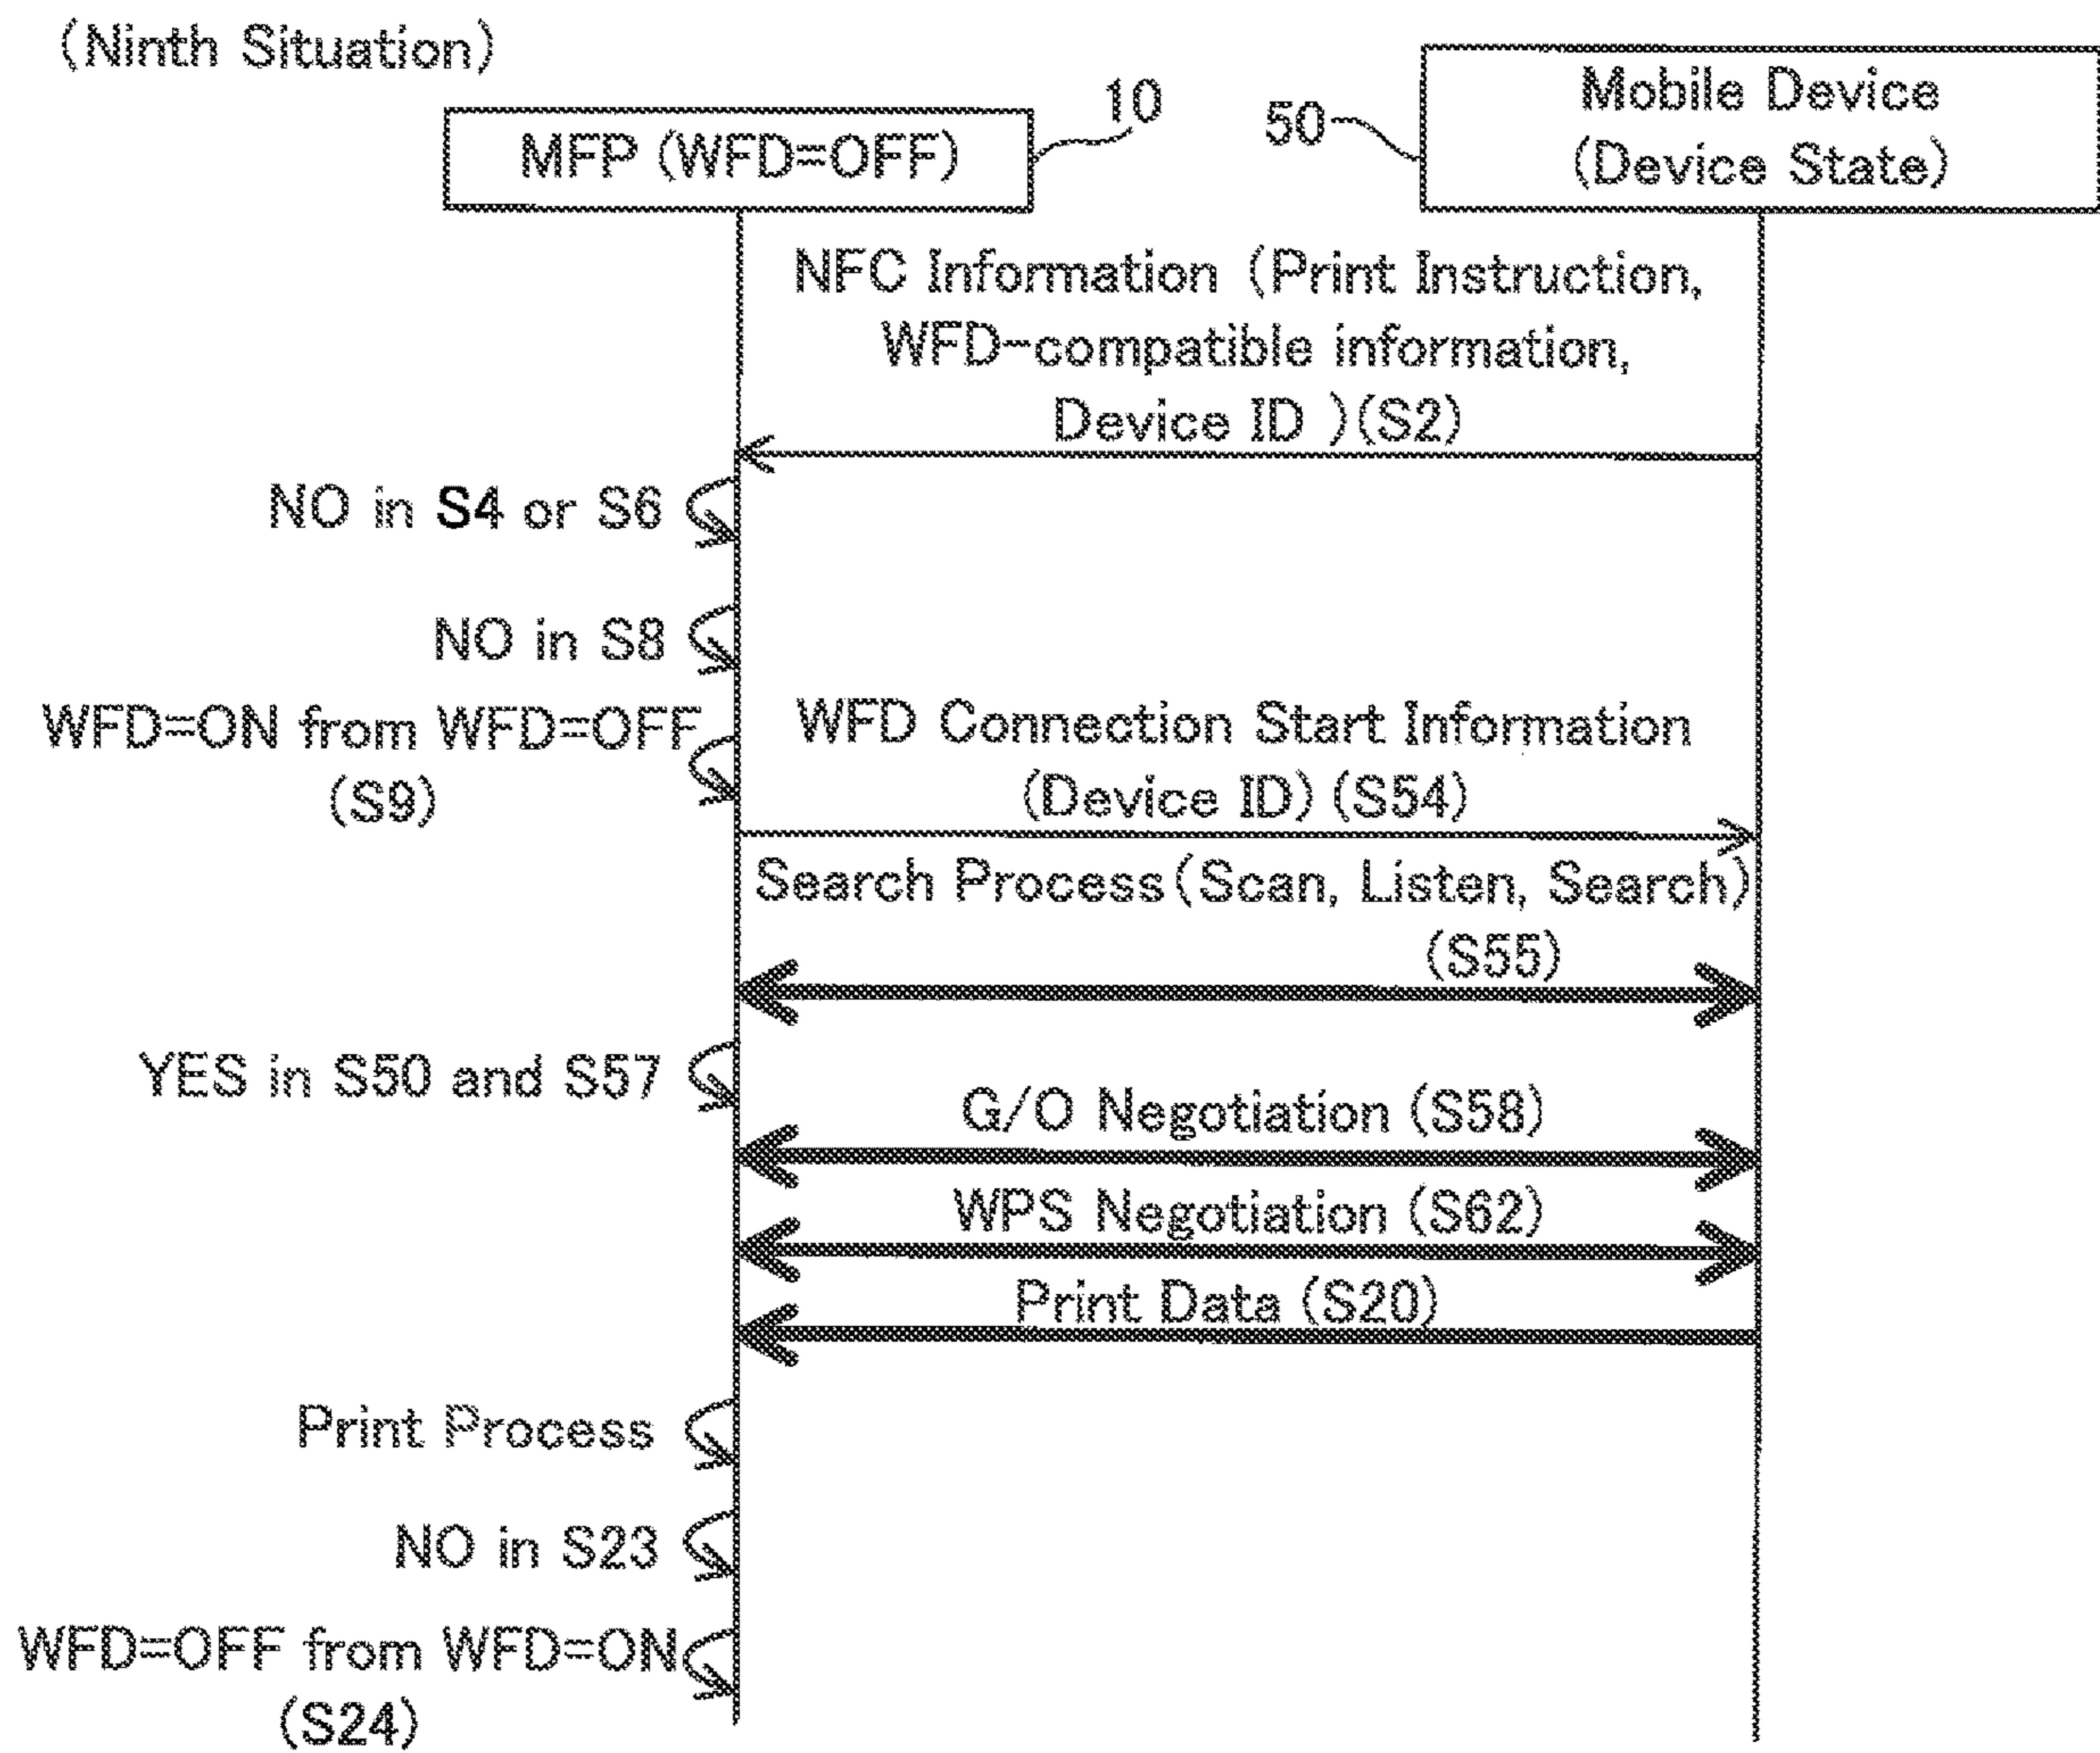 (Ninth Situation)
10
50
Mobile Device
(Device State)
MFP (WFD=OFF)
NFC Information (Print Instruction,
WFD-compatible information,
Device ID )(S2)
NO in S4 or S6
NO in S8
WFD=ON from WFD=OFF
(S9)
WFD Connection Start Information
(Device ID) (S54)
Search Process(Scan, Listen, Search)
(S55)
YES in S50 and S57
G/O Negotiation (S58)
WPS Negotiation (S62)
Print Data (S20)
Print Process
NO in S23
WFD=OFF from WFD=ON
(S24)